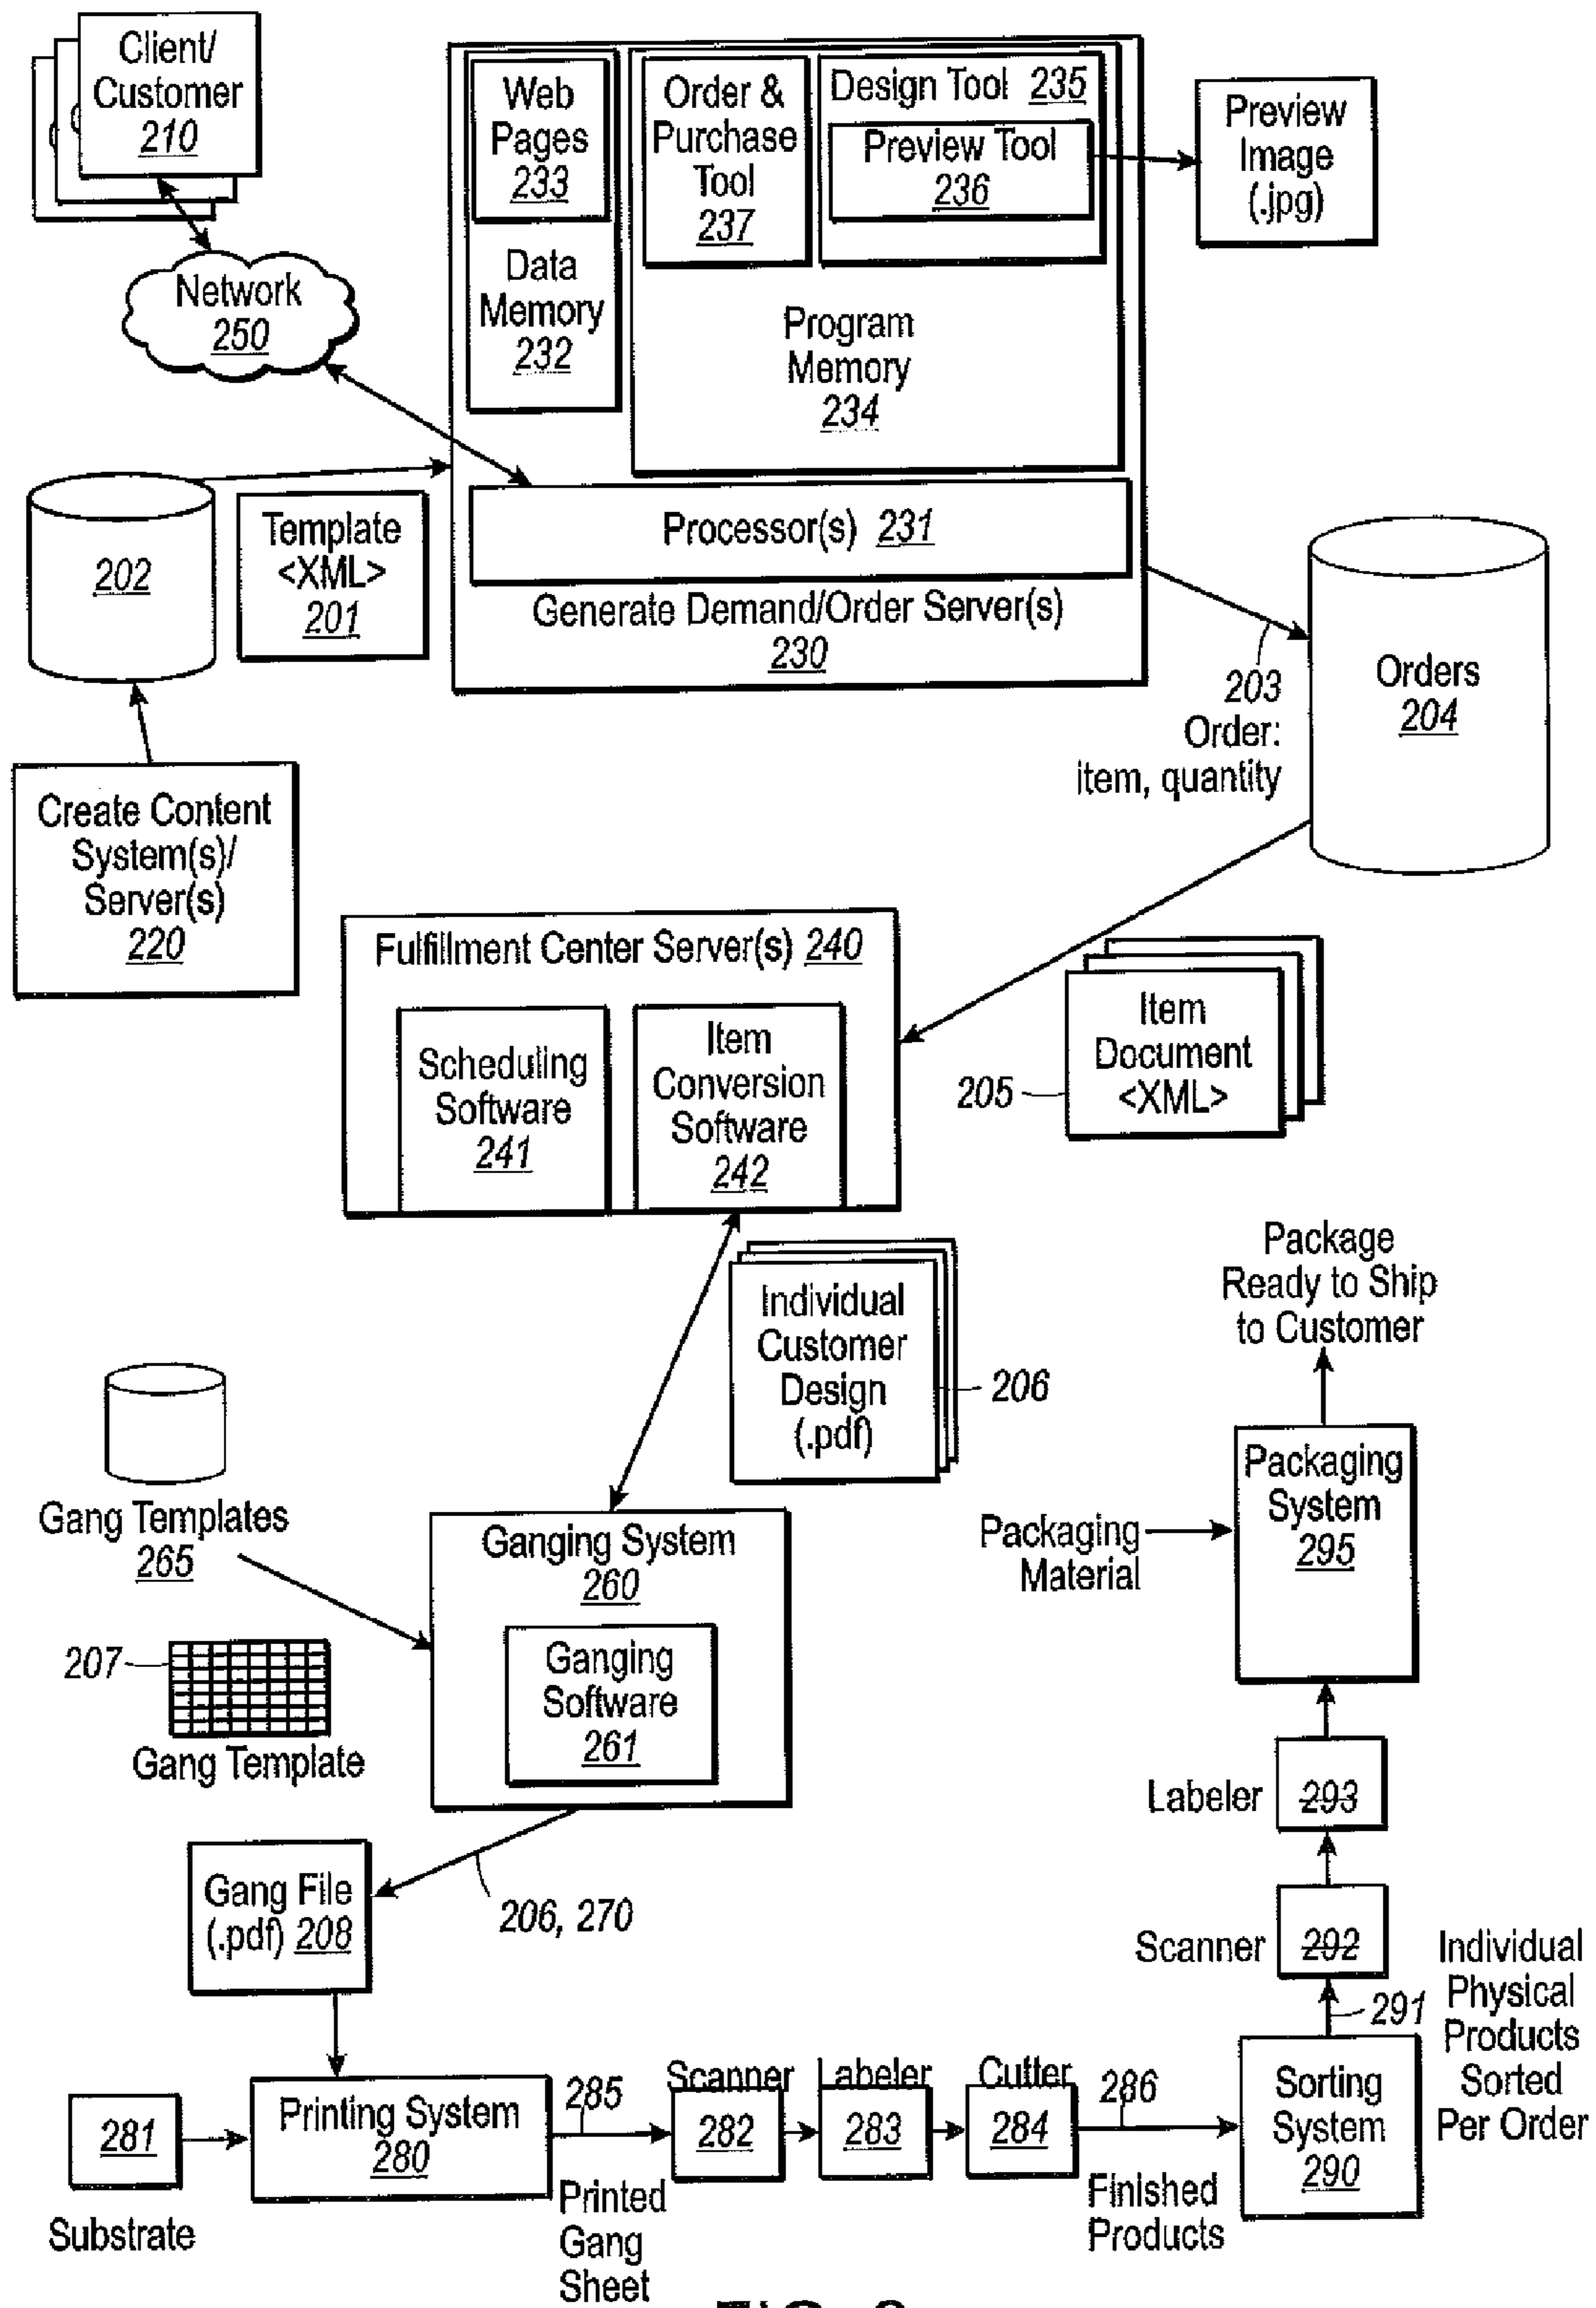 Client/
Customer
210
Network
250
Web
Pages
233
Data
Memory
232
Order &
Purchase
Tool
237
Design Tool 235
Preview Tool
236
Program
Memory
234
Preview
Image
(.jpg)
Processor(s) 231
Generate Demand/Order Server(s)
230
202
Template
<XML>
201
203
Order:
item, quantity
Orders
204
Create Content
System(s)/
Server(s)
220
Fulfillment Center Server(s) 240
Scheduling
Software
241
Item
Conversion
Software
242
205
Item
Document
<XML>
Individual
Customer
Design
(.pdf)
206
Package
Ready to Ship
to Customer
Gang Templates
265
Ganging System
260
Ganging
Software
261
207
Gang Template
Packaging
Material
Packaging
System
295
Labeler
293
Gang File
(.pdf) 208
206, 270
Scanner
292
291
Individual
Physical
Products
Sorted
Per Order
281
Substrate
Printing System
280
285
Printed
Gang
Sheet
Scanner
282
Labeler
283
Cutter
284
286
Finished
Products
Sorting
System
290